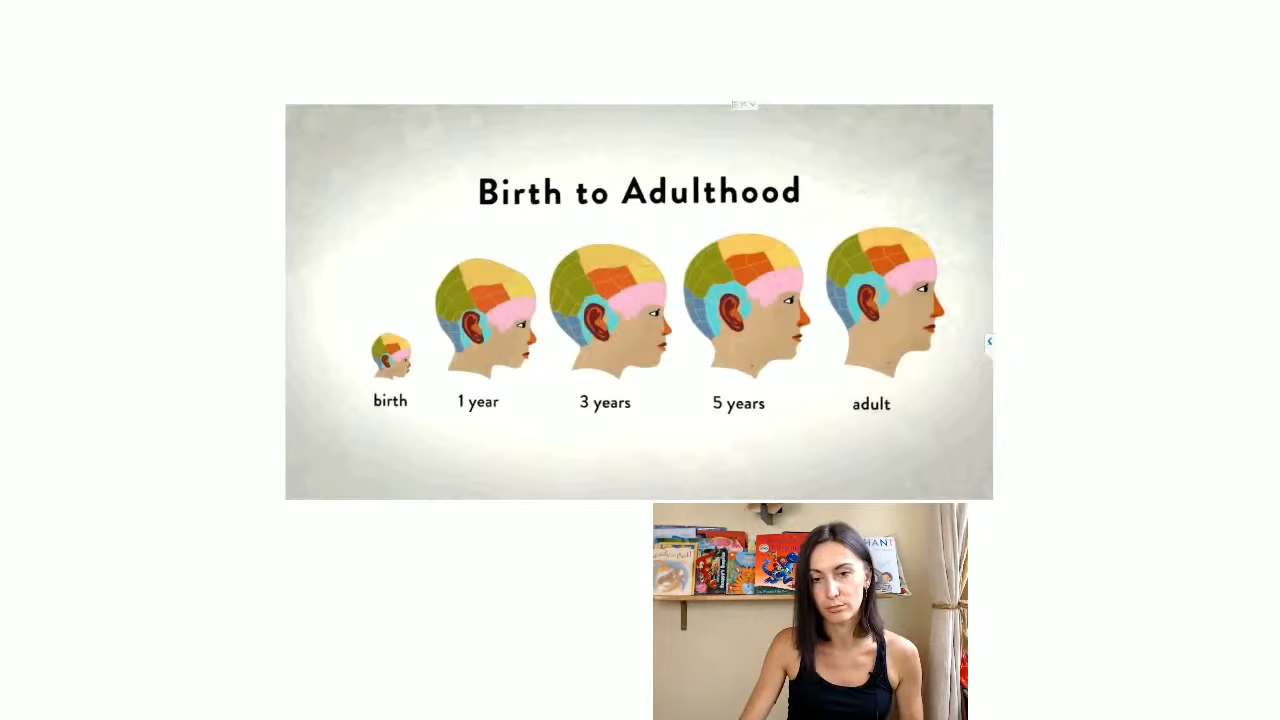 Birth to Adulthood
birth
1 year
3 years
5 years
adult